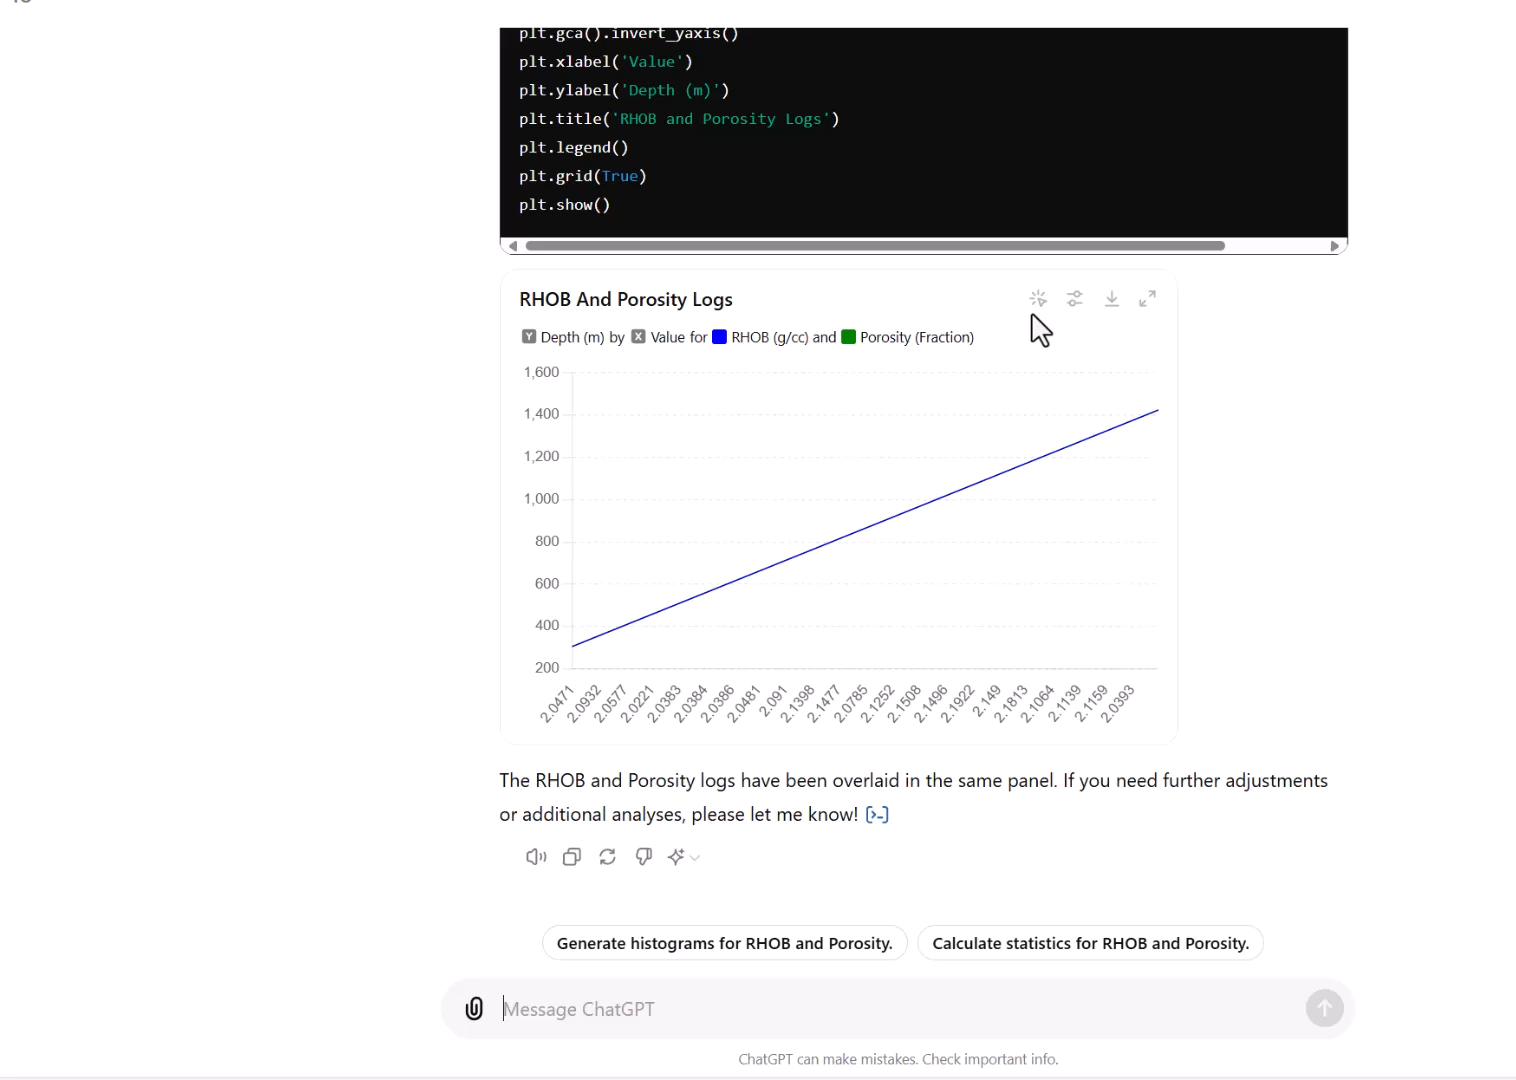 plt.gca().invert_yaxis()
plt.xlabel('Value')
plt.ylabel('Depth (m)')
plt.title('RHOB and Porosity Logs')
plt.legend()
plt.grid(True)
plt.show()
RHOB And Porosity Logs
Y Depth (m) by X Value for RHOB (g/cc) and Porosity (Fraction)
1,600
1,400
1,200
1,000
800
600
400
200
2.0471 2.0932 2.0577 2.0221 2.0383 2.0384 2.0386 2.0481 2.091 2.1398 2.1477 2.0785 2.1252 2.1508 2.1496 2.1922 2.149 2.1813 2.1064 2.1139 2.1159 2.0393
The RHOB and Porosity logs have been overlaid in the same panel. If you need further adjustments
or additional analyses, please let me know! [>-]
Generate histograms for RHOB and Porosity. Calculate statistics for RHOB and Porosity.
Message ChatGPT
ChatGPT can make mistakes. Check important info.